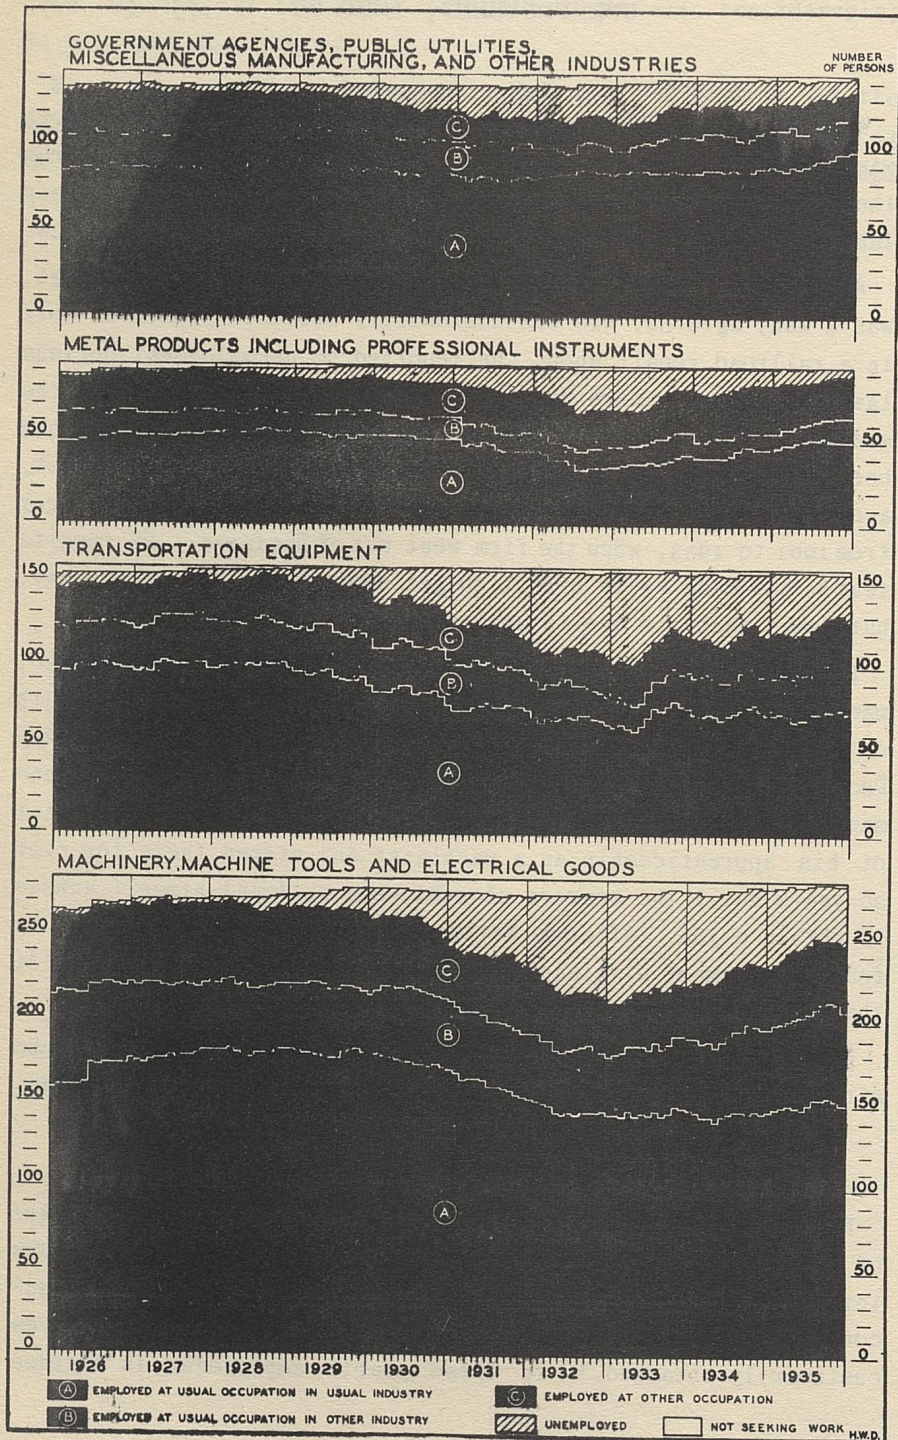 GOVERNMENT AGENCIES, PUBLIC UTILITIES,
MISCELLANEOUS MANUFACTURING, AND OTHER INDUSTRIES
NUMBER
OF PERSONS
100
50
0
C
B
A
100
50
0
METAL PRODUCTS INCLUDING PROFESSIONAL INSTRUMENTS
50
0
C
B
A
50
0
TRANSPORTATION EQUIPMENT
150
100
50
0
C
B
A
150
100
50
0
MACHINERY, MACHINE TOOLS AND ELECTRICAL GOODS
250
200
150
100
50
0
C
B
A
250
200
150
100
50
0
1926 1927 1928 1929 1930 1931 1932 1933 1934 1935
A EMPLOYED AT USUAL OCCUPATION IN USUAL INDUSTRY
B EMPLOYED AT USUAL OCCUPATION IN OTHER INDUSTRY
C EMPLOYED AT OTHER OCCUPATION
UNEMPLOYED
NOT SEEKING WORK
H.W.D.